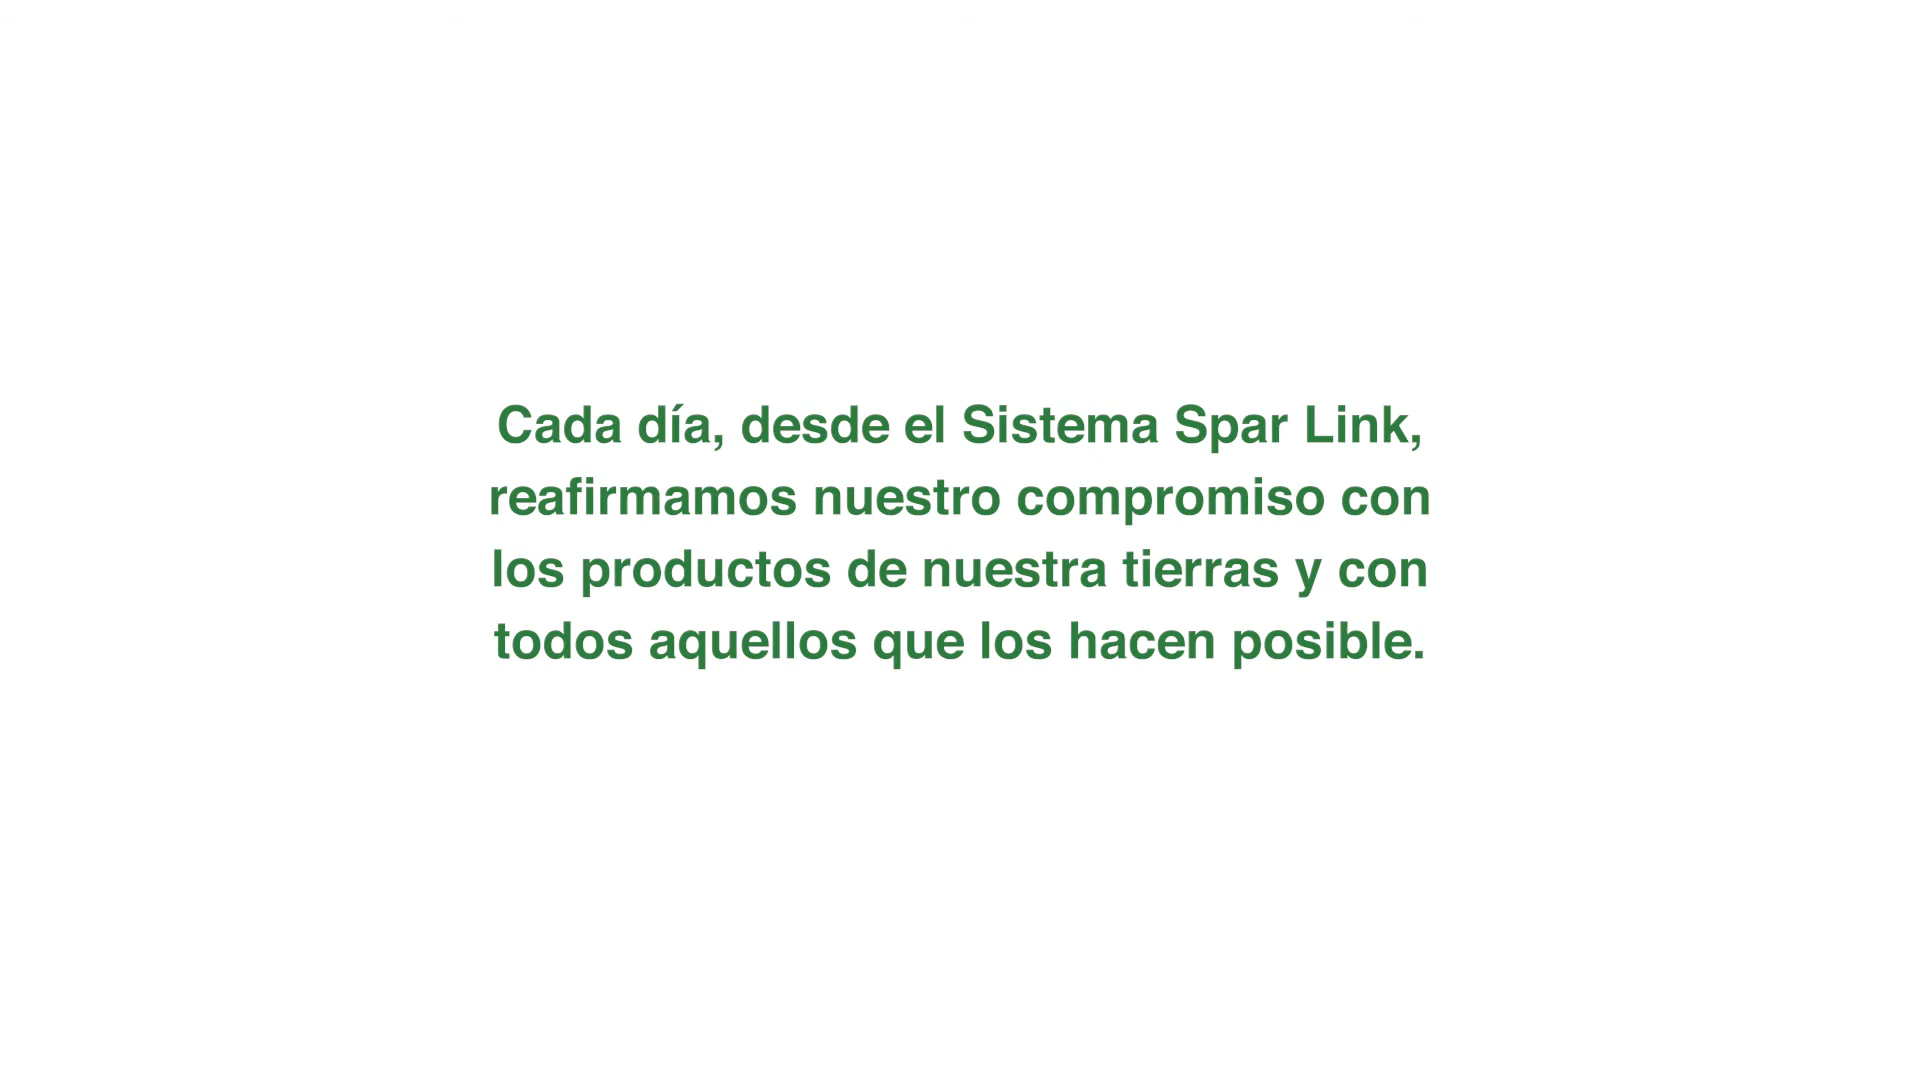 Cada día, desde el Sistema Spar Link,
reafirmamos nuestro compromiso con
los productos de nuestra tierras y con
todos aquellos que los hacen posible.